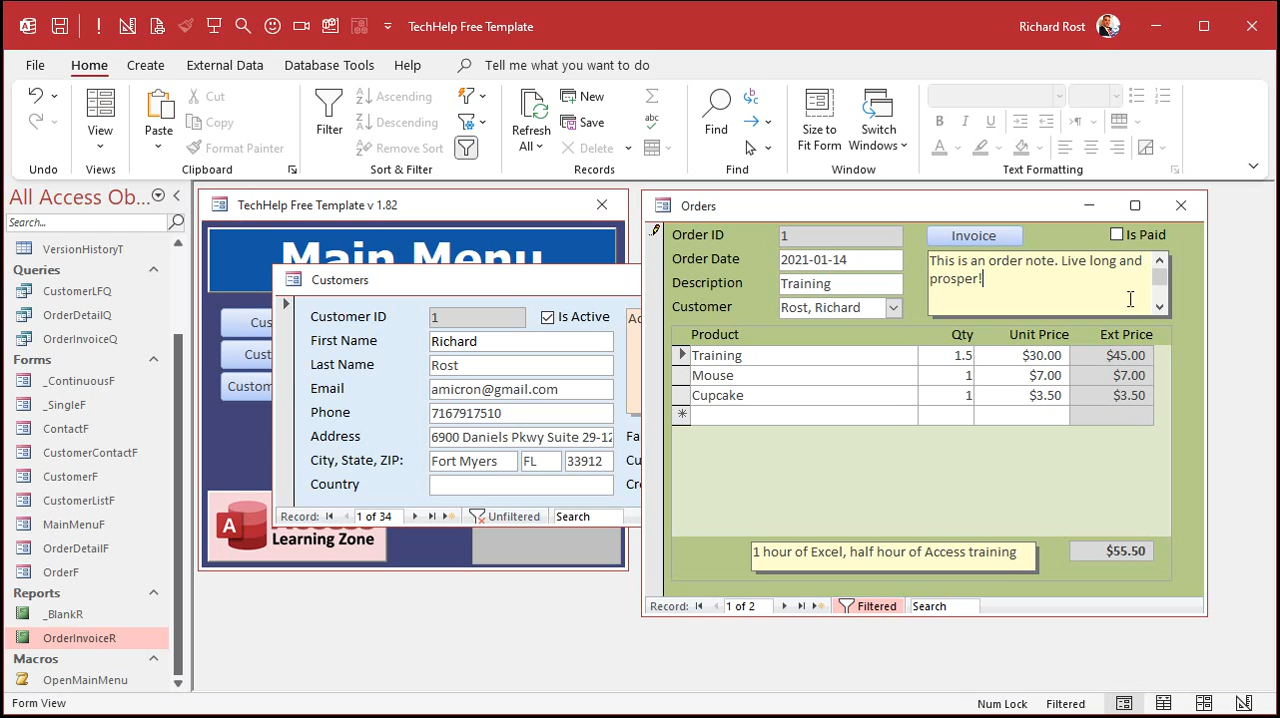 TechHelp Free Template
Richard Rost
File Home Create External Data Database Tools Help Tell me what you want to do
Undo
View
Views
Paste
Cut
Copy
Format Painter
Clipboard
Filter
Ascending
Descending
Remove Sort
Sort & Filter
Refresh
All
New
Save
Delete
Records
Find
Find
Size to
Fit Form
Switch
Windows
Window
B I U
A
Text Formatting
All Access Ob...
Search...
VersionHistoryT
Queries
CustomerLFQ
OrderDetailQ
OrderInvoiceQ
Forms
_ContinuousF
_SingleF
ContactF
CustomerContactF
CustomerF
CustomerListF
MainMenuF
OrderDetailF
OrderF
Reports
_BlankR
OrderInvoiceR
Macros
OpenMainMenu
TechHelp Free Template v 1.82
Main Menu
Cus
Cust
Custom
A
Learning Zone
Customers
Customer ID 1 Is Active
First Name Richard
Last Name Rost
Email amicron@gmail.com
Phone 7167917510
Address 6900 Daniels Pkwy Suite 29-12
City, State, ZIP: Fort Myers FL 33912
Country
Ad
Fa
Cu
Cre
Record: 1 of 34 Unfiltered Search
Orders
Order ID 1 Invoice Is Paid
Order Date 2021-01-14
Description Training
Customer Rost, Richard
This is an order note. Live long and
prosper!
Product Qty Unit Price Ext Price
Training 1.5 $30.00 $45.00
Mouse 1 $7.00 $7.00
Cupcake 1 $3.50 $3.50
1 hour of Excel, half hour of Access training $55.50
Record: 1 of 2 Filtered Search
Form View
Num Lock Filtered